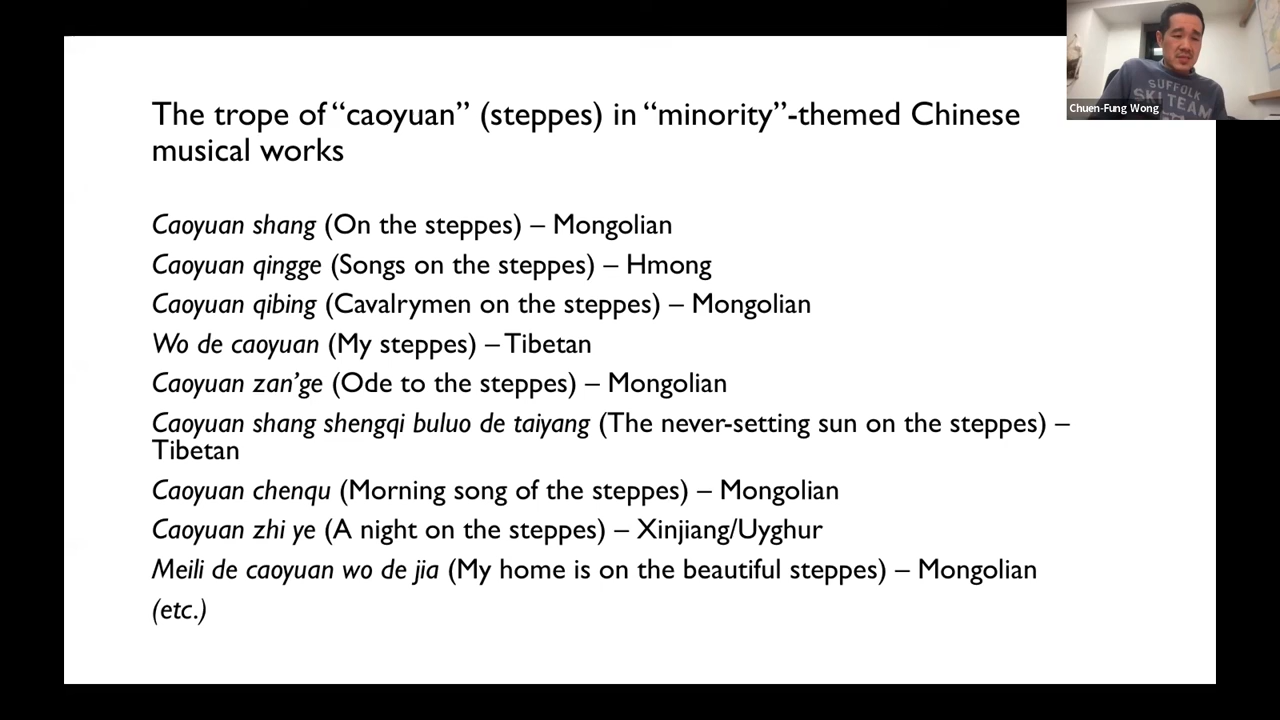 The trope of “caoyuan” (steppes) in “minority”-themed Chinese
musical works
Caoyuan shang (On the steppes) – Mongolian
Caoyuan qingge (Songs on the steppes) – Hmong
Caoyuan qibing (Cavalrymen on the steppes) – Mongolian
Wo de caoyuan (My steppes) – Tibetan
Caoyuan zan’ge (Ode to the steppes) – Mongolian
Caoyuan shang shengqi buluo de taiyang (The never-setting sun on the steppes) –
Tibetan
Caoyuan chenqu (Morning song of the steppes) – Mongolian
Caoyuan zhi ye (A night on the steppes) – Xinjiang/Uyghur
Meili de caoyuan wo de jia (My home is on the beautiful steppes) – Mongolian
(etc.)
SUFFOLK
SKI TEAM
Chuen-Fung Wong